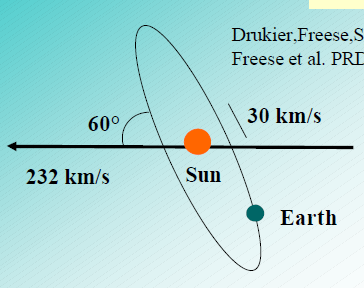 Drukier,Freese,S
Freese et al. PRD
60°
30 km/s
232 km/s
Sun
Earth